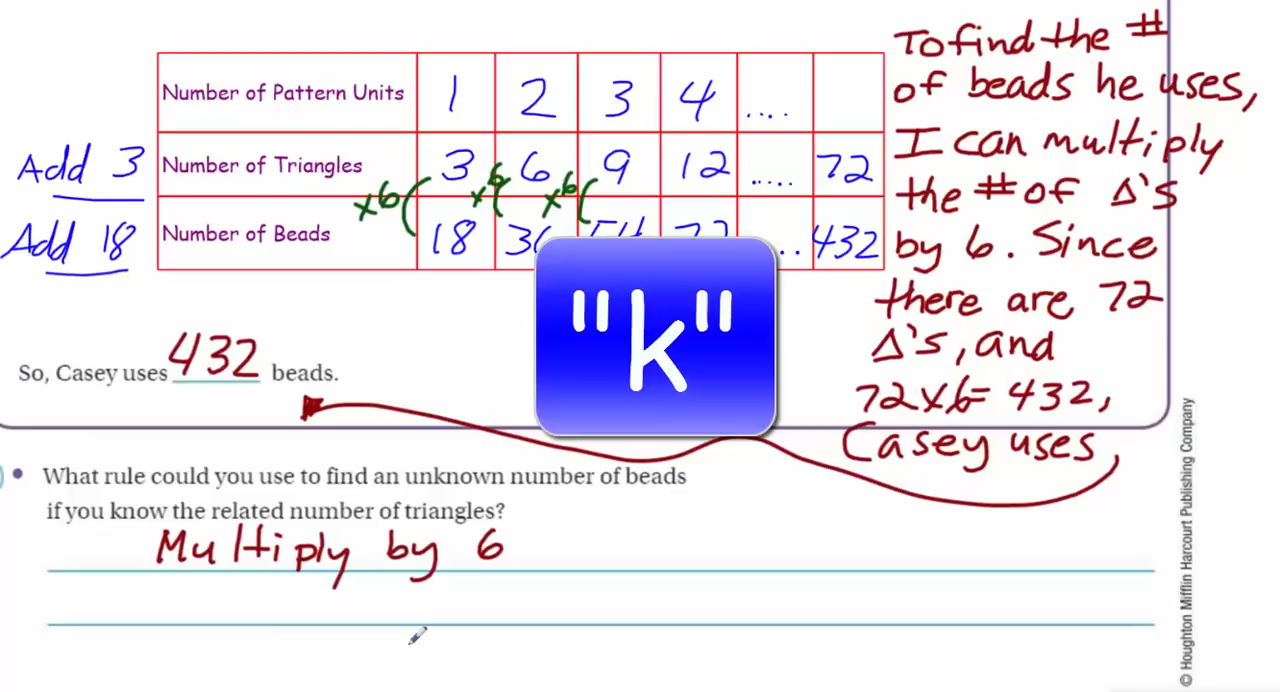 Number of Pattern Units 1 2 3 4 ....
Add 3 Number of Triangles 3 6 9 12 ..... 72
x6 x6 x6
Add 18 Number of Beads 18 432
"k"
So, Casey uses 432 beads.
To find the #
of beads he uses,
I can multiply
the # of Δ's
by 6. Since
there are 72
Δ's, and
72x6= 432,
Casey uses,
What rule could you use to find an unknown number of beads
if you know the related number of triangles?
Multiply by 6
© Houghton Mifflin Harcourt Publishing Company